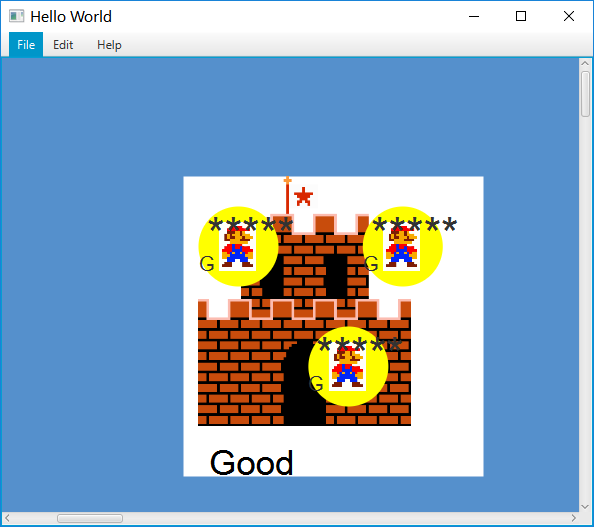 Hello World
File Edit Help
***** *****
G G
*****
G
Good